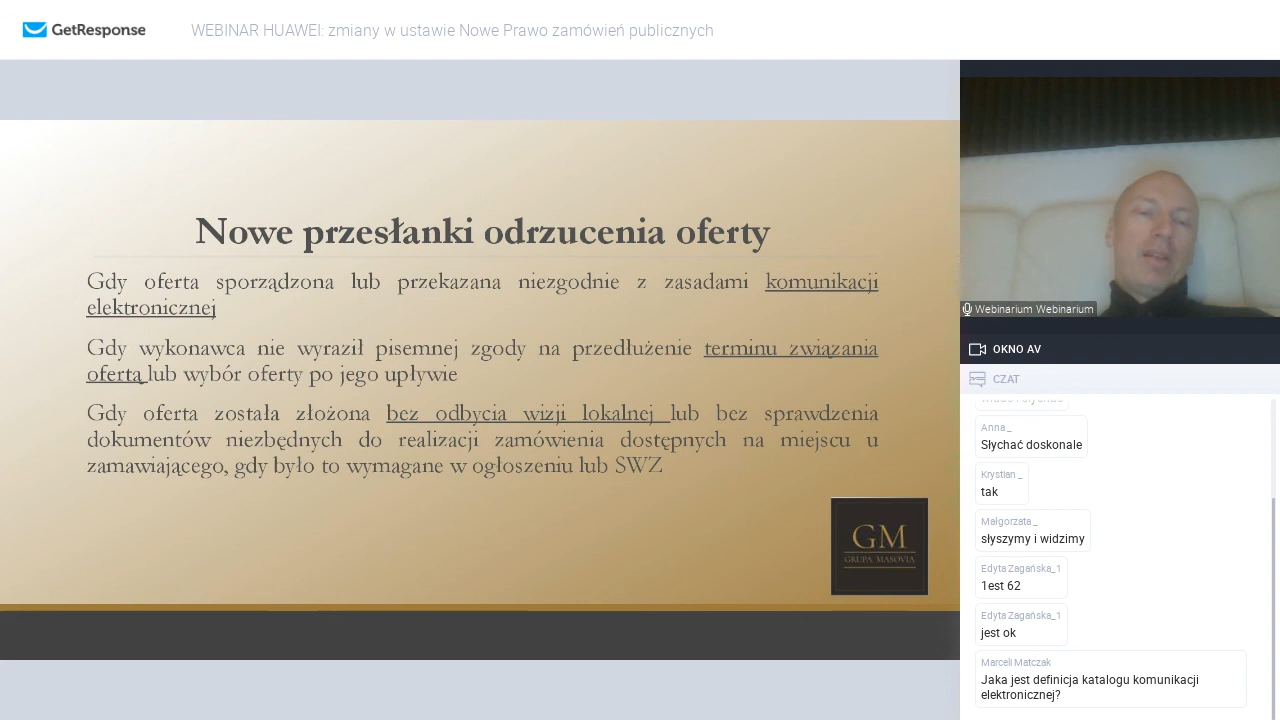 GetResponse
WEBINAR HUAWEI: zmiany w ustawie Nowe Prawo zamówień publicznych
Nowe przesłanki odrzucenia oferty
Gdy oferta sporządzona lub przekazana niezgodnie z zasadami komunikacji
elektronicznej
Gdy wykonawca nie wyraził pisemnej zgody na przedłużenie terminu związania
ofertą lub wybór oferty po jego upływie
Gdy oferta została złożona bez odbycia wizji lokalnej lub bez sprawdzenia
dokumentów niezbędnych do realizacji zamówienia dostępnych na miejscu u
zamawiającego, gdy było to wymagane w ogłoszeniu lub SWZ
GM
GRUPA MASOVIA
Webinarium Webinarium
OKNO AV
CZAT
Anna _
Słychać doskonale
Krystian _
tak
Małgorzata _
słyszymy i widzimy
Edyta Zagańska_1
1est 62
Edyta Zagańska_1
jest ok
Marceli Matczak
Jaka jest definicja katalogu komunikacji
elektronicznej?